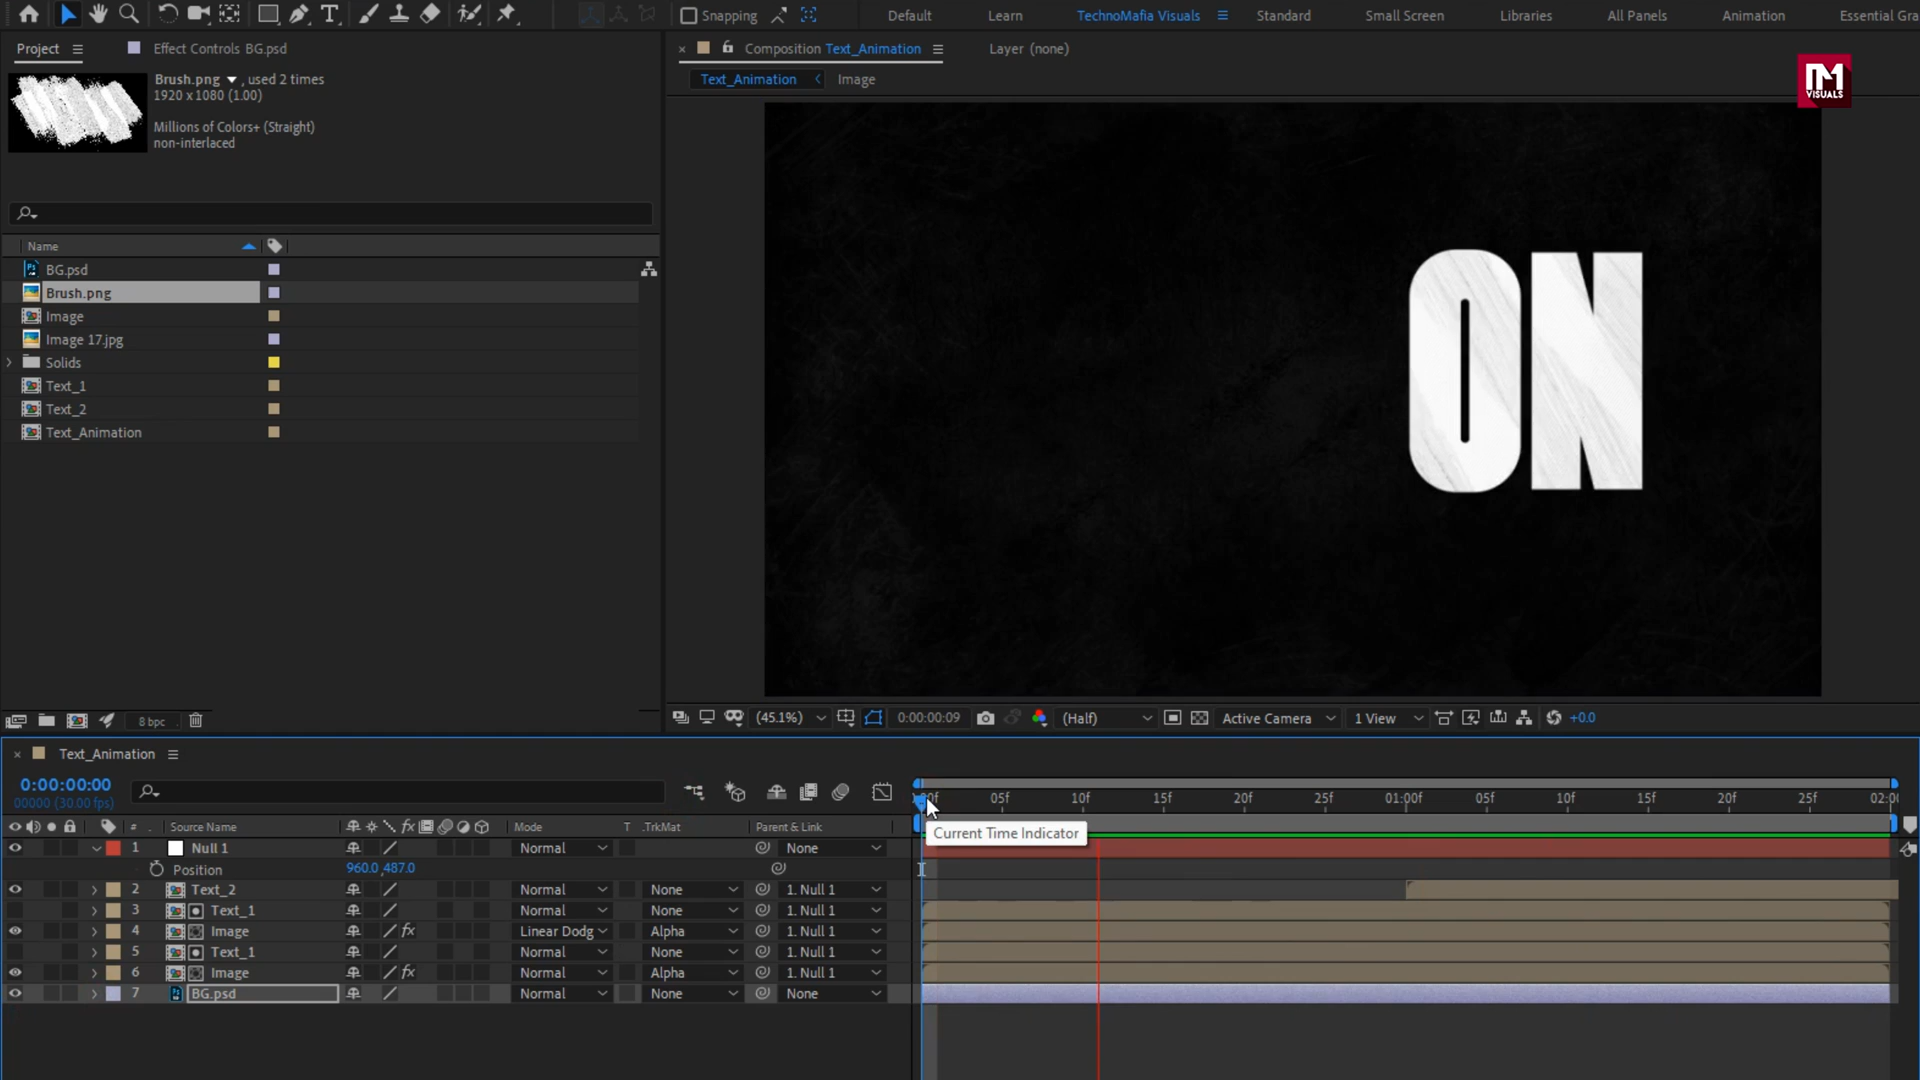 Snapping
Default
Learn
TechnoMafia Visuals
Standard
Small Screen
Libraries
All Panels
Animation
Essential Gra
Project
Effect Controls BG.psd
Composition Text_Animation
Layer (none)
Text_Animation
Image
VISUALS
Brush.png , used 2 times
1920 x 1080 (1.00)
Millions of Colors+ (Straight)
non-interlaced
Name
BG.psd
Brush.png
Image
Image 17.jpg
Solids
Text_1
Text_2
Text_Animation
ON
8 bpc
(45.1%)
0:00:00:09
(Half)
Active Camera
1 View
+0.0
Text_Animation
0:00:00:00
00000 (30.00 fps)
05f 10f 15f 20f 25f 01:00f 05f 10f 15f 20f 25f 02:00
# . Source Name Mode T .TrkMat Parent & Link
Current Time Indicator
1 Null 1 Normal None
Position 960.0,487.0
2 Text_2 Normal None 1. Null 1
3 Text_1 Normal None 1. Null 1
4 Image fx Linear Dodg Alpha 1. Null 1
5 Text_1 Normal None 1. Null 1
6 Image fx Normal Alpha 1. Null 1
7 BG.psd Normal None None